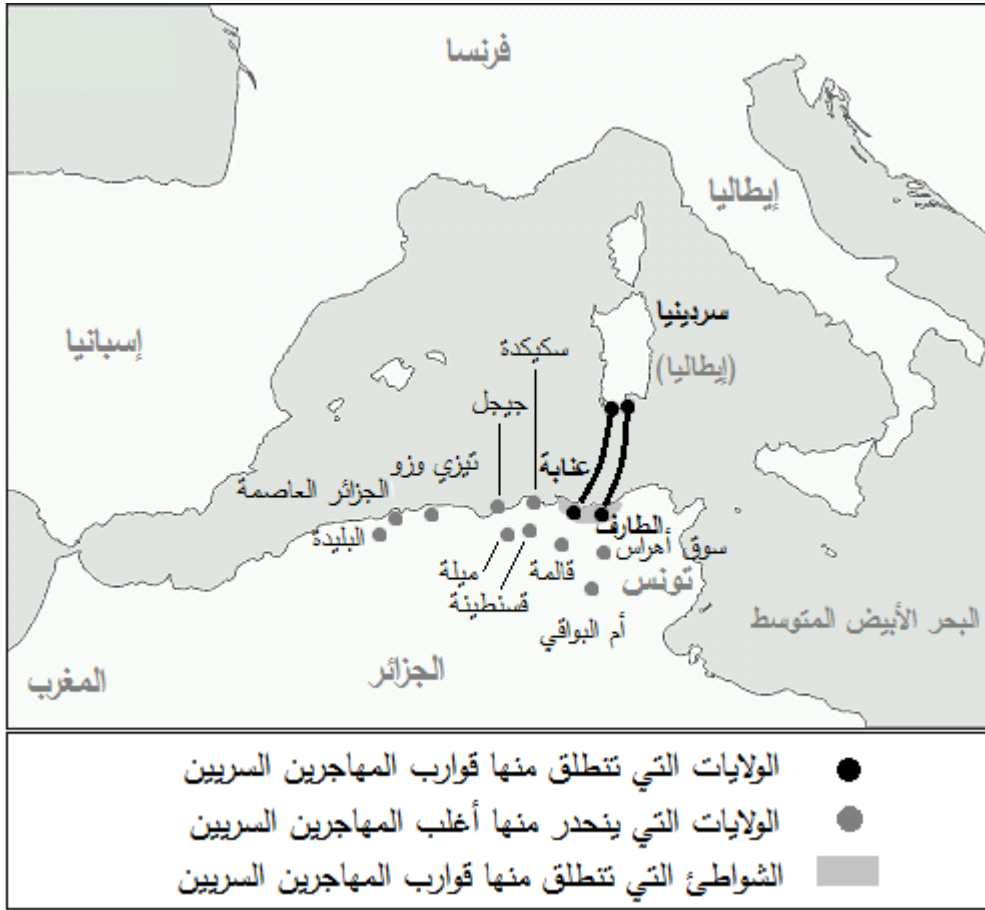 فرنسا
إيطاليا
سردينيا
(إيطاليا)
إسبانيا
سكيكدة
جيجل
عنابة
تيزي وزو
الجزائر العاصمة
البليدة
الطارف
سوق أهراس
ميلة
قالمة
قسنطينة
تونس
أم البواقي
البحر الأبيض المتوسط
الجزائر
المغرب
الولايات التي تنطلق منها قوارب المهاجرين السريين
الولايات التي ينحدر منها أغلب المهاجرين السريين
الشواطئ التي تنطلق منها قوارب المهاجرين السريين